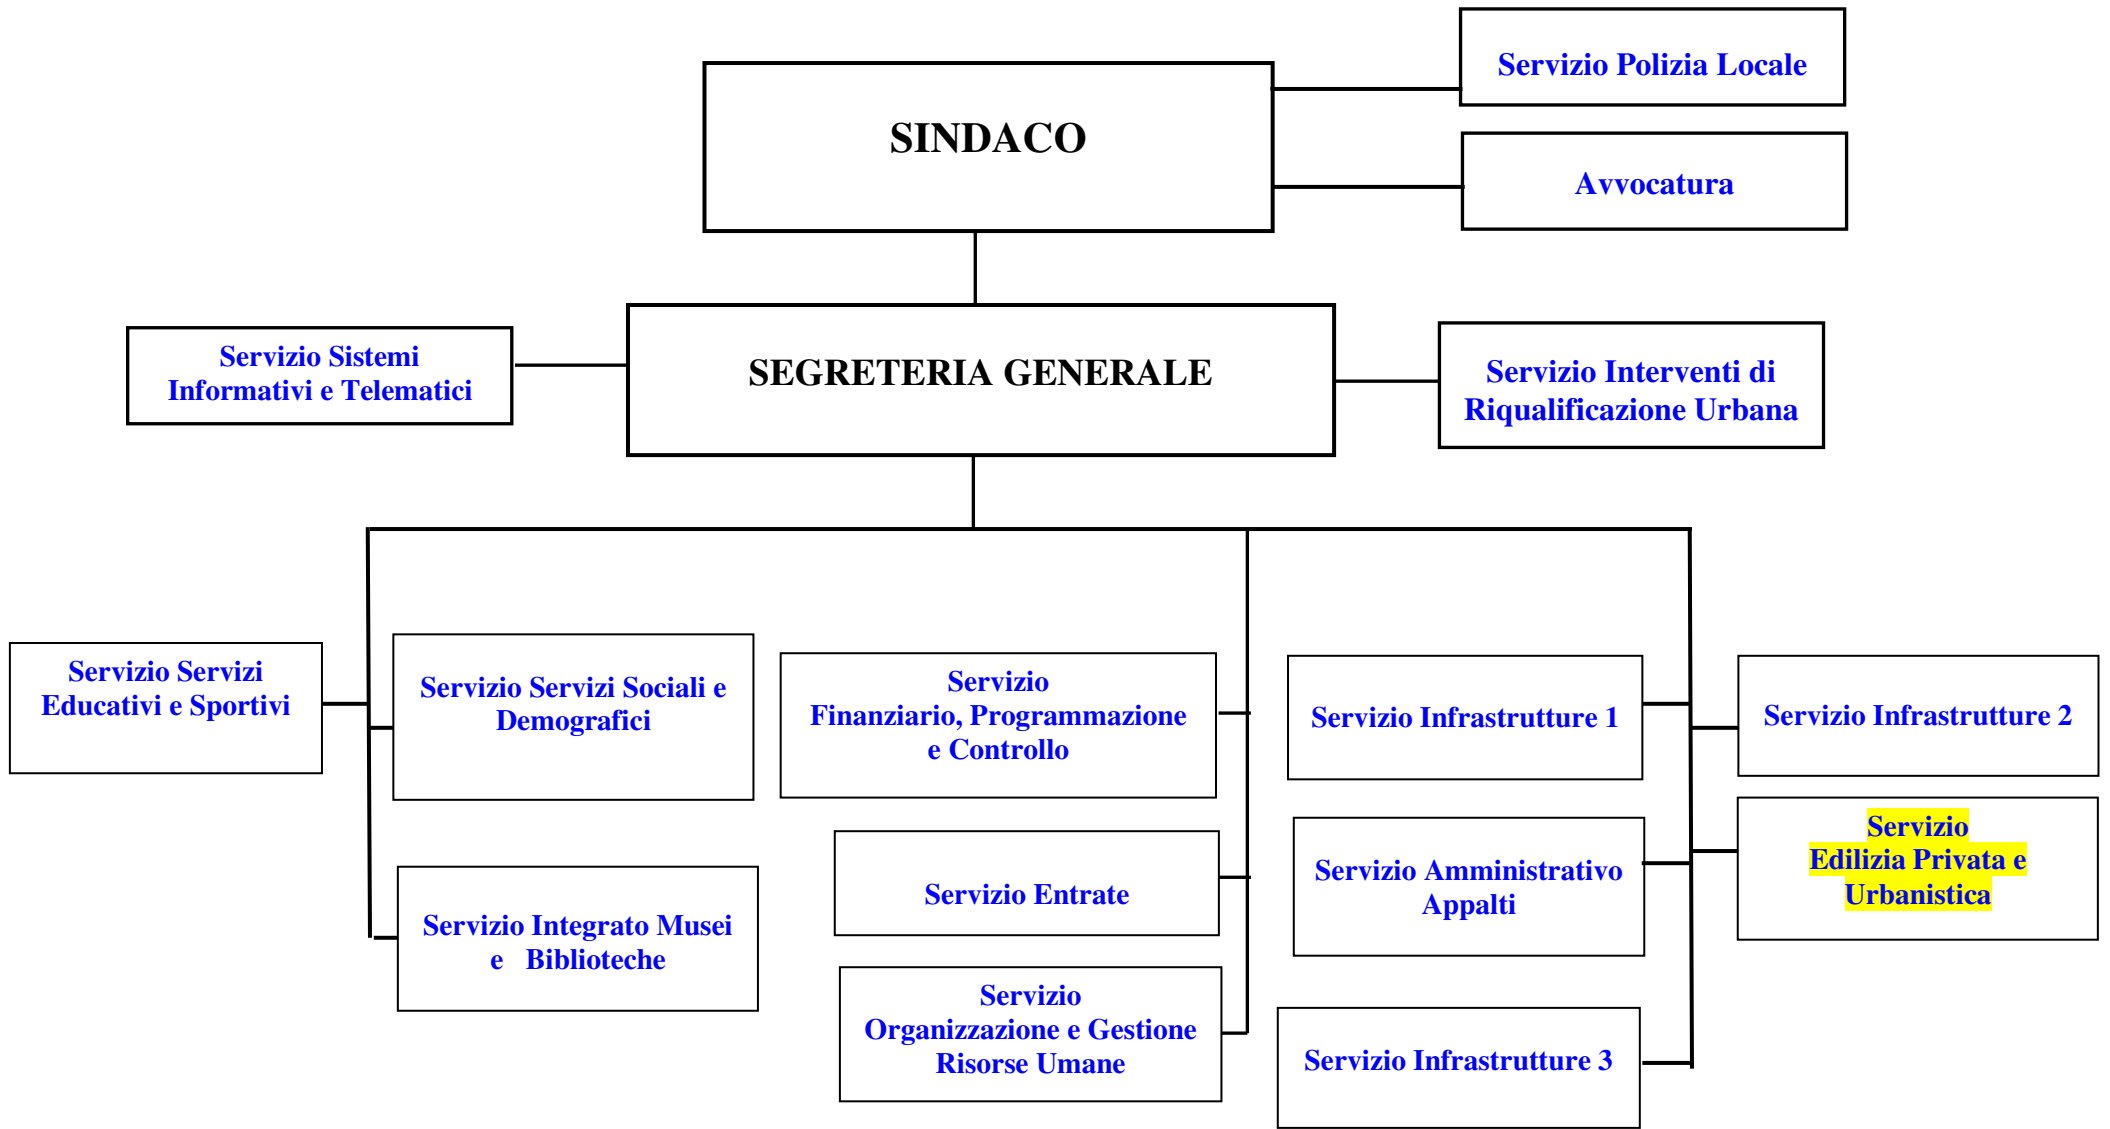 Servizio Polizia Locale
SINDACO
Avvocatura
Servizio Sistemi
Informativi e Telematici
SEGRETERIA GENERALE
Servizio Interventi di
Riqualificazione Urbana
Servizio Servizi
Educativi e Sportivi
Servizio Servizi Sociali e
Demografici
Servizio
Finanziario, Programmazione
e Controllo
Servizio Infrastrutture 1
Servizio Infrastrutture 2
Servizio Integrato Musei
e Biblioteche
Servizio Entrate
Servizio Amministrativo
Appalti
Servizio
Edilizia Privata e
Urbanistica
Servizio
Organizzazione e Gestione
Risorse Umane
Servizio Infrastrutture 3